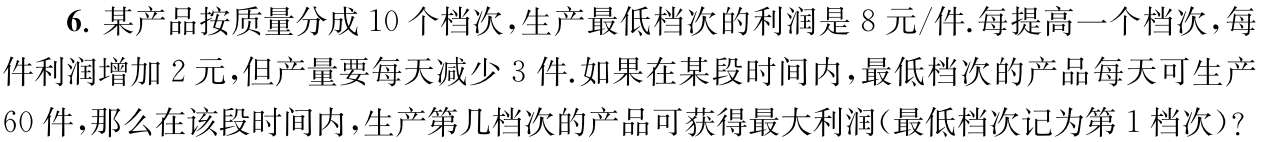 6. 某产品按质量分成 10 个档次,生产最低档次的利润是 8 元/件.每提高一个档次,每
件利润增加 2 元,但产量要每天减少 3 件.如果在某段时间内,最低档次的产品每天可生产
60 件,那么在该段时间内,生产第几档次的产品可获得最大利润(最低档次记为第 1 档次)?